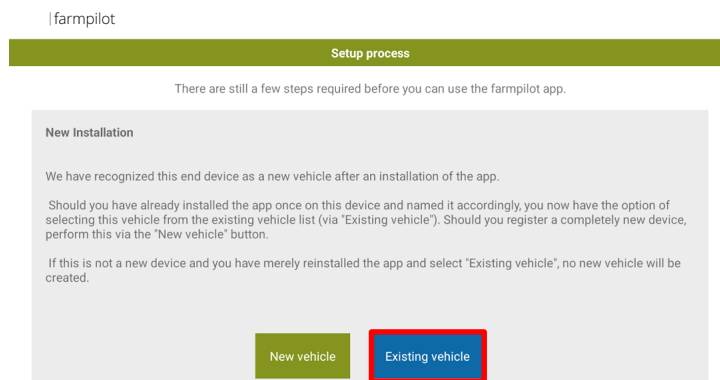 |farmpilot
Setup process
There are still a few steps required before you can use the farmpilot app.
New Installation
We have recognized this end device as a new vehicle after an installation of the app.
Should you have already installed the app once on this device and named it accordingly, you now have the option of
selecting this vehicle from the existing vehicle list (via "Existing vehicle"). Should you register a completely new device,
perform this via the "New vehicle" button.
If this is not a new device and you have merely reinstalled the app and select "Existing vehicle", no new vehicle will be
created.
New vehicle
Existing vehicle